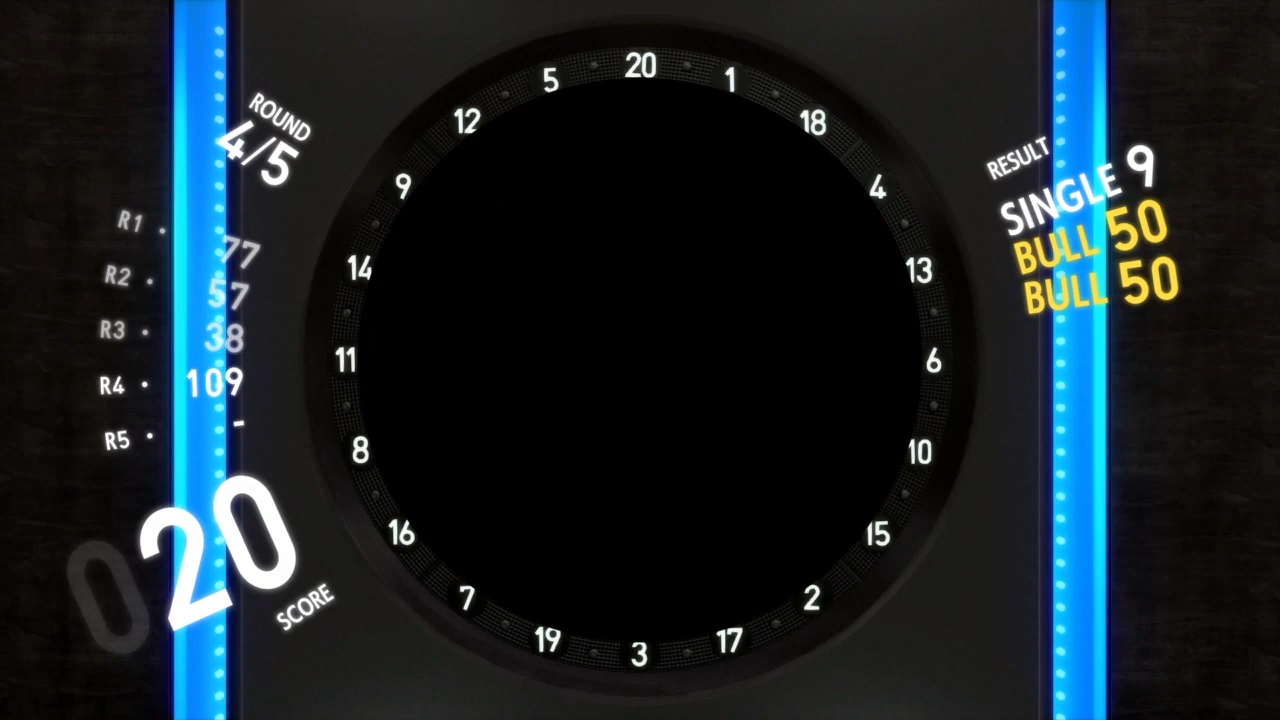 ROUND
4/5
R1 · 77
R2 · 57
R3 · 38
R4 · 109
R5 · -
020
SCORE
20
1
18
4
13
6
10
15
2
17
3
19
7
16
8
11
14
9
12
5
RESULT
SINGLE 9
BULL 50
BULL 50